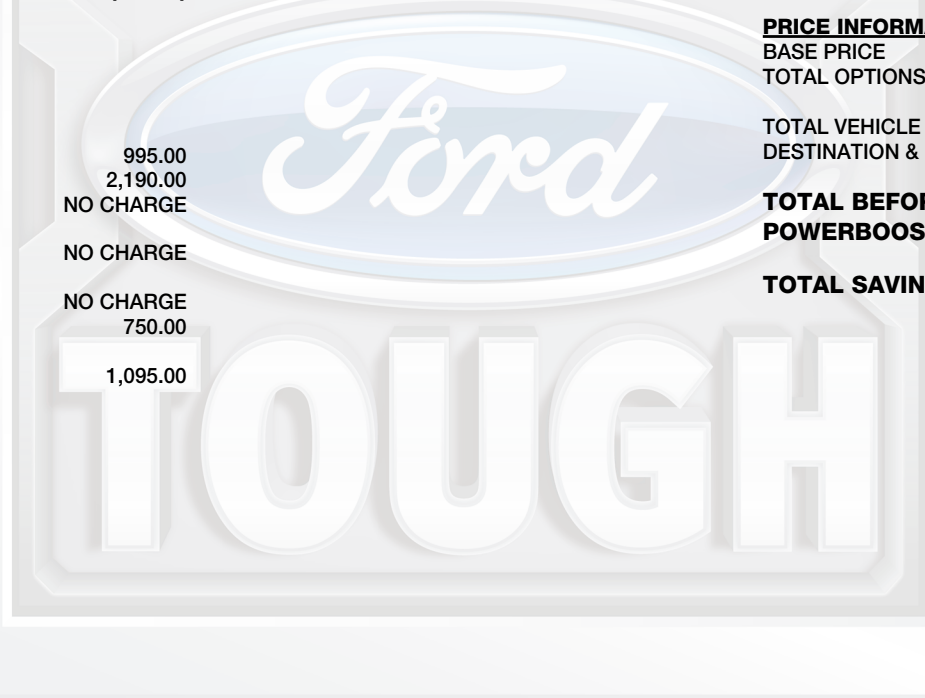 995.00
2,190.00
NO CHARGE
NO CHARGE
NO CHARGE
750.00
1,095.00
PRICE INFORM
BASE PRICE
TOTAL OPTIONS
TOTAL VEHICLE
DESTINATION &
TOTAL BEFOR
POWERBOOS
TOTAL SAVIN
Ford
TOUGH